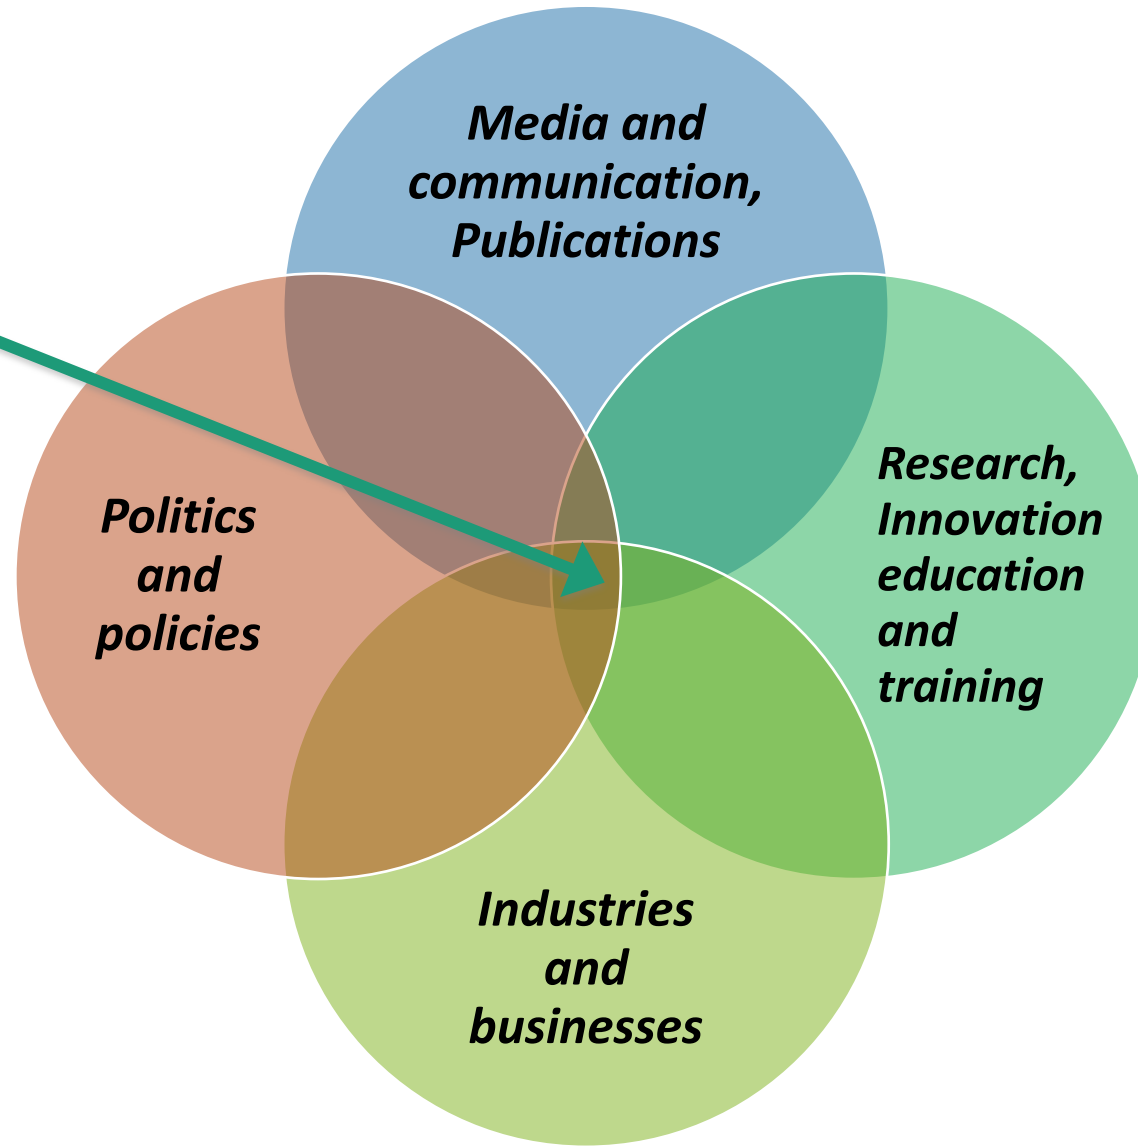 Media and
communication,
Publications
Politics
and
policies
Research,
Innovation
education
and
training
Industries
and
businesses